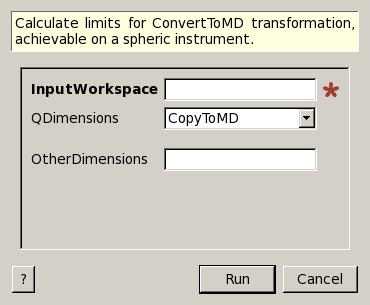 Calculate limits for ConvertToMD transformation,
achievable on a spheric instrument.
InputWorkspace *
QDimensions CopyToMD
OtherDimensions
? Run Cancel